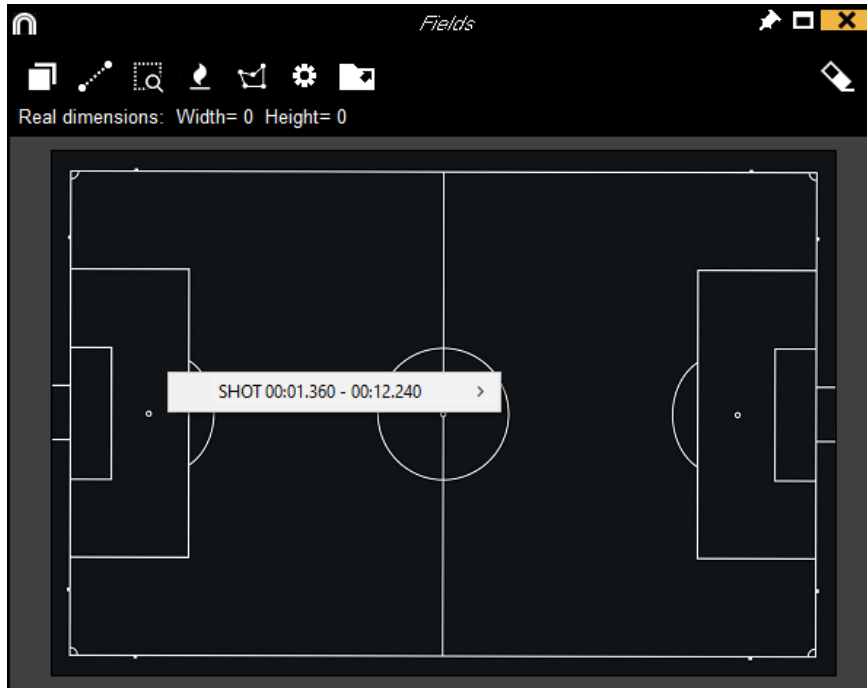 Fields
Real dimensions: Width= 0 Height= 0
SHOT 00:01.360 - 00:12.240